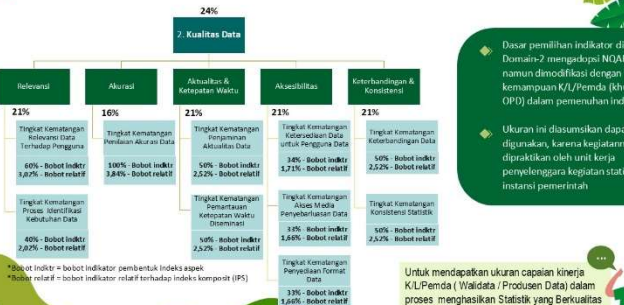 24%
2. Kualitas Data
Relevansi
Akurasi
Aktualitas &
Ketepatan Waktu
Aksesibilitas
Keterbandingan &
Konsistensi
21%
16%
21%
21%
21%
Tingkat Kematangan
Relevansi Data
Terhadap Pengguna
60% - Bobot indktr
3,02% - Bobot relatif
Tingkat Kematangan
Proses Identifikasi
Kebutuhan Data
40% - Bobot indktr
2,02% - Bobot relatif
Tingkat Kematangan
Penilaian Akurasi Data
100% - Bobot indktr
3,84% - Bobot relatif
Tingkat Kematangan
Penjaminan
Aktualitas Data
50% - Bobot indktr
2,52% - Bobot relatif
Tingkat Kematangan
Pemantauan
Ketepatan Waktu
Diseminasi
50% - Bobot indktr
2,52% - Bobot relatif
Tingkat Kematangan
Ketersediaan Data
untuk Pengguna Data
34% - Bobot indktr
1,71% - Bobot relatif
Tingkat Kematangan
Akses Media
Penyebarluasan Data
33% - Bobot indktr
1,66% - Bobot relatif
Tingkat Kematangan
Penyediaan Format
Data
33% - Bobot indktr
1,66% - Bobot relatif
Tingkat Kematangan
Keterbandingan Data
50% - Bobot indktr
2,52% - Bobot relatif
Tingkat Kematangan
Konsistensi Statistik
50% - Bobot indktr
2,52% - Bobot relatif
*Bobot indktr = bobot indikator pembentuk indeks aspek
*Bobot relatif = bobot indikator relatif terhadap indeks komposit (IPS)
Dasar pemilihan indikator di
Domain-2 mengadopsi NQA
namun dimodifikasi dengan
kemampuan K/L/Pemda (kh
OPD) dalam pemenuhan ind
Ukuran ini diasumsikan dapa
digunakan, karena kegiatann
dipraktikan oleh unit kerja
penyelenggara kegiatan stati
instansi pemerintah
Untuk mendapatkan ukuran capaian kinerja
K/L/Pemda ( Walidata / Produsen Data) dalam
proses menghasilkan Statistik yang Berkualitas